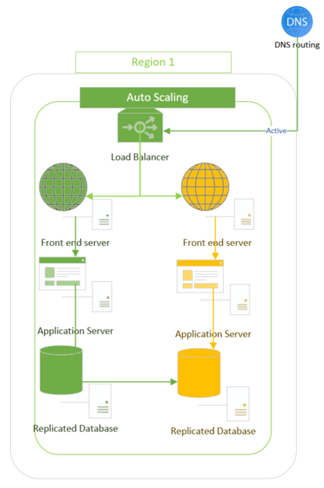 DNS
DNS routing
Region 1
Auto Scaling
Active
Load Balancer
Front end server
Front end server
Application Server
Application Server
Replicated Database
Replicated Database